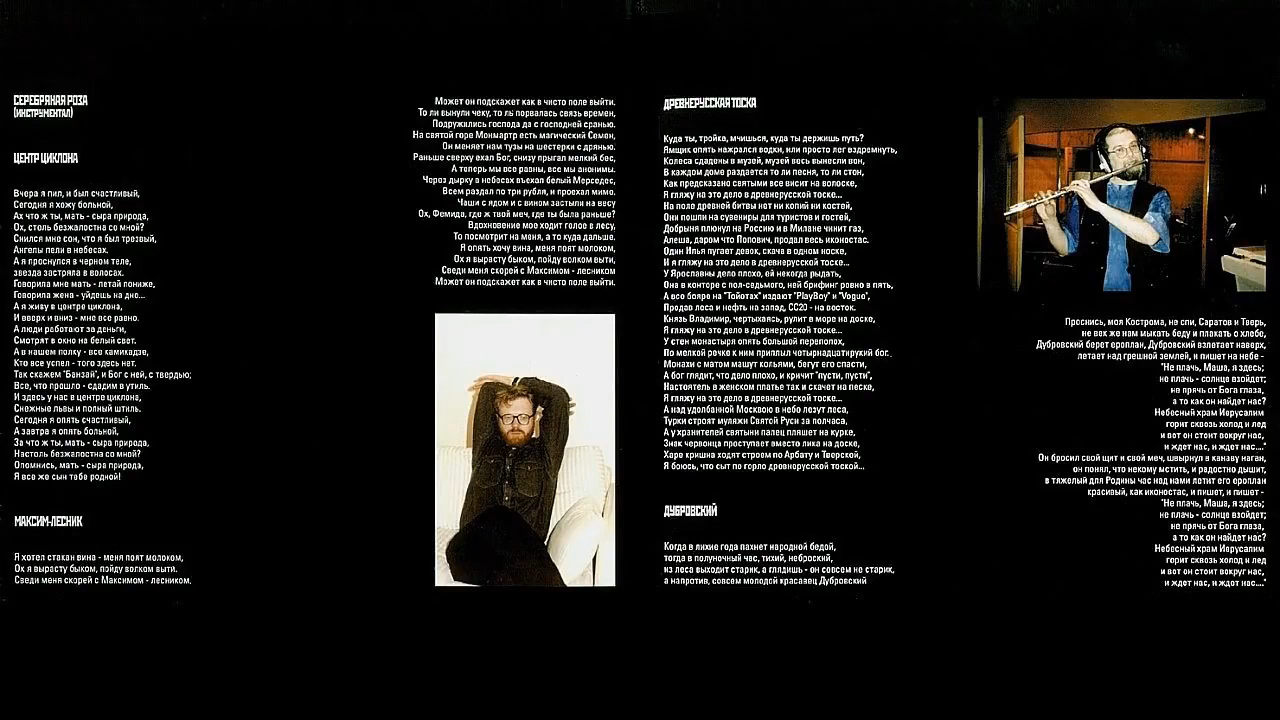 СЕРЕБРЯНАЯ РОЗА
(ИНСТРУМЕНТАЛ)
ЦЕНТР ЦИКЛОНА
Вчера я пил, и был счастливый,
Сегодня я хожу больной,
Ах что ж ты, мать - сыра природа,
Ох, столь безжалостна со мной?
Снился мне сон, что я был трезвый,
Ангелы пели в небесах.
А я проснулся в черном теле,
звезда застряла в волосах.
Говорила мне мать - летай пониже,
Говорила жена - уйдешь на дно...
А я живу в центре циклона,
И вверх и вниз - мне все равно.
А люди работают за деньги,
Смотрят в окно на белый свет.
А в нашем полку - все камикадзе,
Кто все успел - того здесь нет.
Так скажем "Банзай", и Бог с ней, с твердью;
Все, что прошло - сдадим в утиль.
И здесь у нас в центре циклона,
Снежные львы и полный штиль.
Сегодня я опять счастливый,
А завтра я опять больной,
За что ж ты, мать - сыра природа,
Настоль безжалостна со мной?
Опомнись, мать - сыра природа,
Я все же сын тебе родной!
МАКСИМ-ЛЕСНИК
Я хотел стакан вина - меня поят молоком,
Ох я вырасту быком, пойду волком выти.
Сведи меня скорей с Максимом - лесником.
Может он подскажет как в чисто поле выйти.
То ли вынули чеку, то ль порвалась связь времен,
Подружились господа да с господней сранью.
На святой горе Монмартр есть магический Семен,
Он меняет нам тузы на шестерки с дрянью.
Раньше сверху ехал Бог, снизу прыгал мелкий бес,
А теперь мы все равны, все мы анонимы.
Через дырку в небесах въехал белый Мерседес,
Всем раздал по три рубля, и проехал мимо.
Чаши с ядом и с вином застыли на весу
Ох, Фемида, где ж твой меч, где ты была раньше?
Вдохновение мое ходит голое в лесу,
То посмотрит на меня, а то куда дальше.
Я опять хочу вина, меня поят молоком,
Ох я вырасту быком, пойду волком выти,
Сведи меня скорей с Максимом - лесником
Может он подскажет как в чисто поле выйти.
ДРЕВНЕРУССКАЯ ТОСКА
Куда ты, тройка, мчишься, куда ты держишь путь?
Ямщик опять нажрался водки, или просто лег вздремнуть,
Колеса сдадены в музей, музей весь вынесли вон,
В каждом доме раздается то ли песня, то ли стон,
Как предсказано святыми все висит на волоске,
Я гляжу на это дело в древнерусской тоске...
На поле древней битвы нет ни копий ни костей,
Они пошли на сувениры для туристов и гостей,
Добрыня плюнул на Россию и в Милане чинит газ,
Алеша, даром что Попович, продал весь иконостас.
Один Илья пугает девок, скача в одном носке,
И я гляжу на это дело в древнерусской тоске...
У Ярославны дело плохо, ей некогда рыдать,
Она в конторе с пол-седьмого, ней брифинг ровно в пять,
А все бояре на "Тойотах" издают "PlayBoy" и "Vogue",
Продав леса и нефть на запад, СС20 - на восток.
Князь Владимир, чертыхаясь, рулит в море на доске,
Я гляжу на это дело в древнерусской тоске...
У стен монастыря опять большой переполох,
По мелкой речке к ним приплыл четырнадцатирукий бог.
Монахи с матом машут кольями, бегут его спасти,
А бог глядит, что дело плохо, и кричит "пусти, пусти",
Настоятель в женском платье так и скачет на песке,
Я гляжу на это дело в древнерусской тоске...
А над удолбанной Москвою в небо лезут леса,
Турки строят муляжи Святой Руси за полчаса,
А у хранителей святыни палец пляшет на курке,
Знак червонца проступает вместо лика на доске,
Харе кришна ходят строем по Арбату и Тверской,
Я боюсь, что сыт по горло древнерусской тоской...
ДУБРОВСКИЙ
Когда в лихие года пахнет народной бедой,
тогда в полуночный час, тихий, неброский,
из леса выходит старик, а глядишь - он совсем не старик,
а напротив, совсем молодой красавец Дубровский
Проснись, моя Кострома, не спи, Саратов и Тверь,
не век же нам мыкать беду и плакать о хлебе,
Дубровский берет ероплан, Дубровский взлетает наверх,
летает над грешной землей, и пишет на небе -
"Не плачь, Маша, я здесь;
не плачь - солнце взойдет;
не прячь от Бога глаза,
а то как он найдет нас?
Небесный храм Иерусалим
горит сквозь холод и лед
и вот он стоит вокруг нас,
и ждет нас, и ждет нас...."
Он бросил свой щит и свой меч, швырнул в канаву наган,
он понял, что некому мстить, и радостно дышит,
в тяжелый для Родины час над нами летит его ероплан
красивый, как иконостас, и пишет, и пишет -
"Не плачь, Маша, я здесь;
не плачь - солнце взойдет;
не прячь от Бога глаза,
а то как он найдет нас?
Небесный храм Иерусалим
горит сквозь холод и лед
и вот он стоит вокруг нас,
и ждет нас, и ждет нас...."